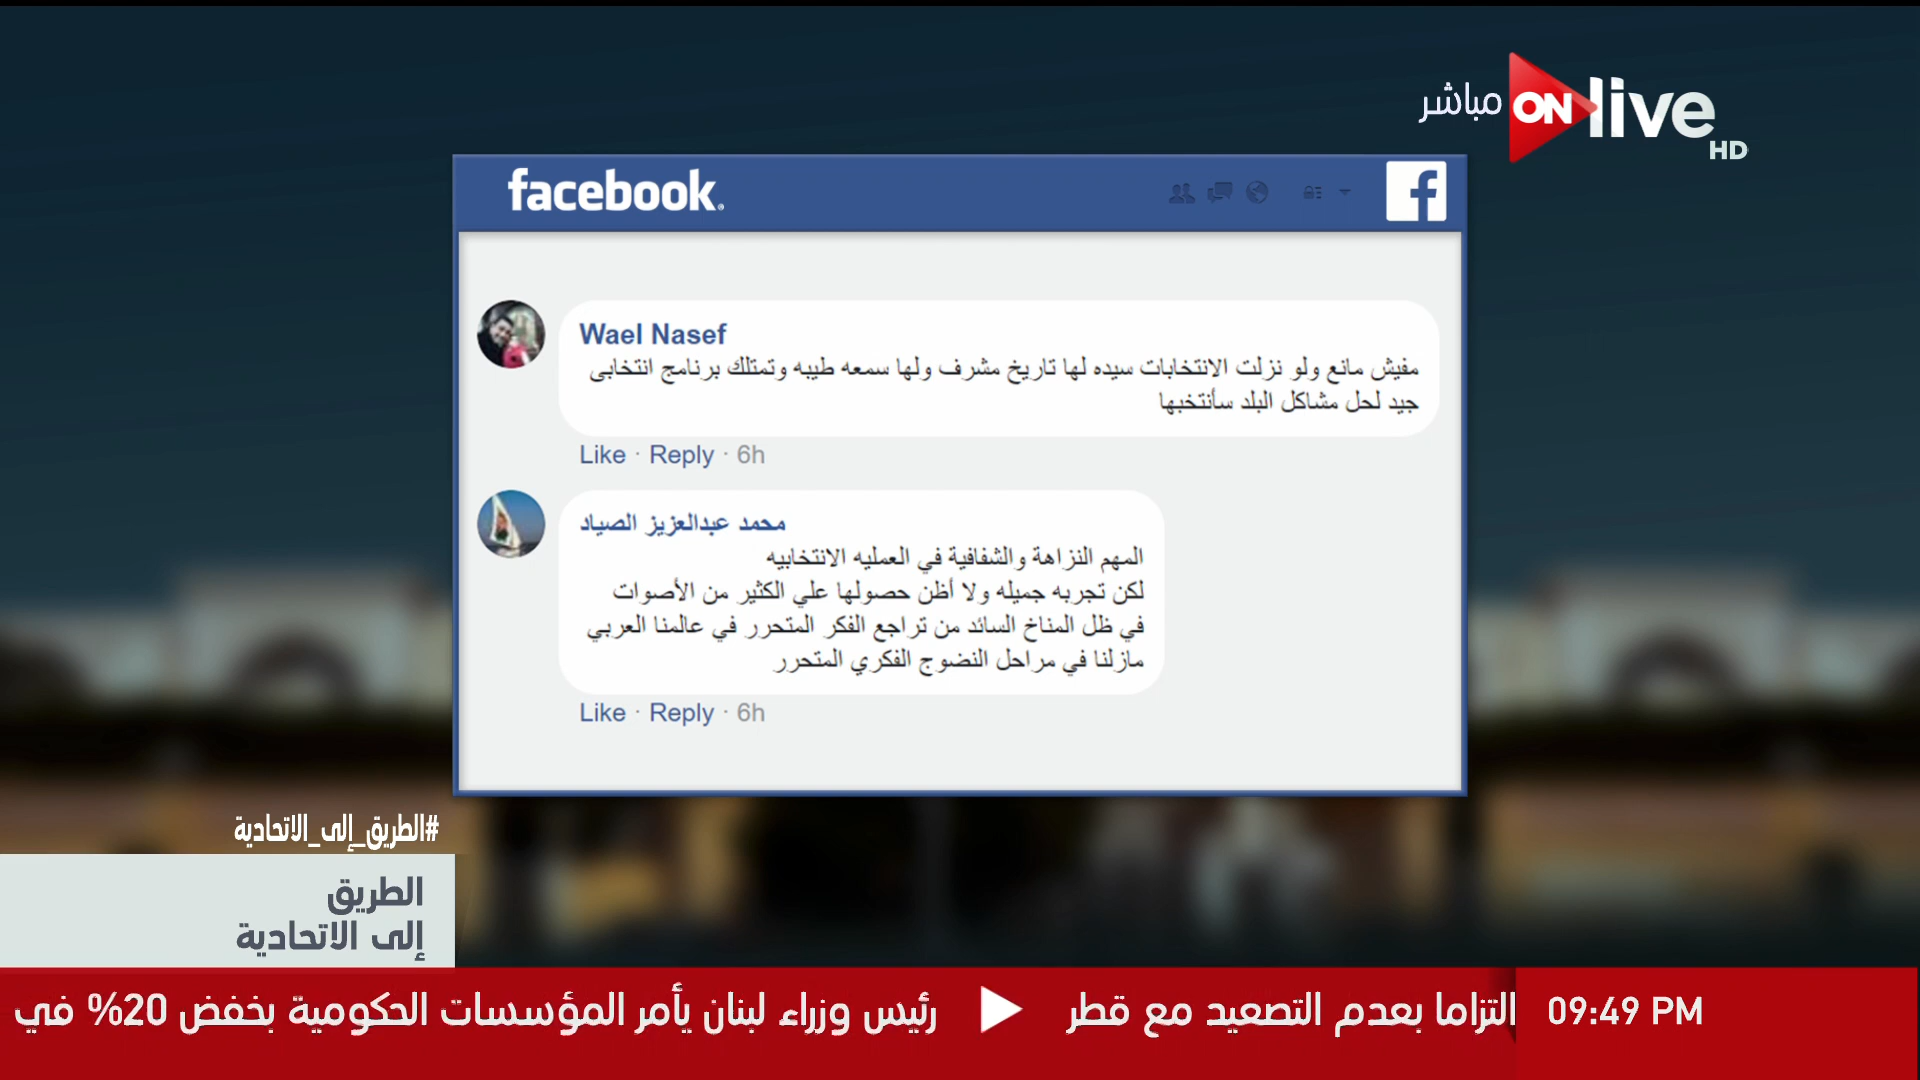 مباشر ON live
HD
facebook.
Wael Nasef
مفيش مانع ولو نزلت الانتخابات سيده لها تاريخ مشرف ولها سمعه طيبه وتمتلك برنامج انتخابى
جيد لحل مشاكل البلد سأنتخبها
Like · Reply · 6h
محمد عبدالعزيز الصياد
المهم النزاهة والشفافية في العمليه الانتخابيه
لكن تجربه جميله ولا أظن حصولها علي الكثير من الأصوات
في ظل المناخ السائد من تراجع الفكر المتحرر في عالمنا العربي
مازلنا في مراحل النضوج الفكري المتحرر
Like · Reply · 6h
#الطريق_إلى_الاتحادية
الطريق
إلى الاتحادية
التزاما بعدم التصعيد مع قطر رئيس وزراء لبنان يأمر المؤسسات الحكومية بخفض 20% في
09:49 PM